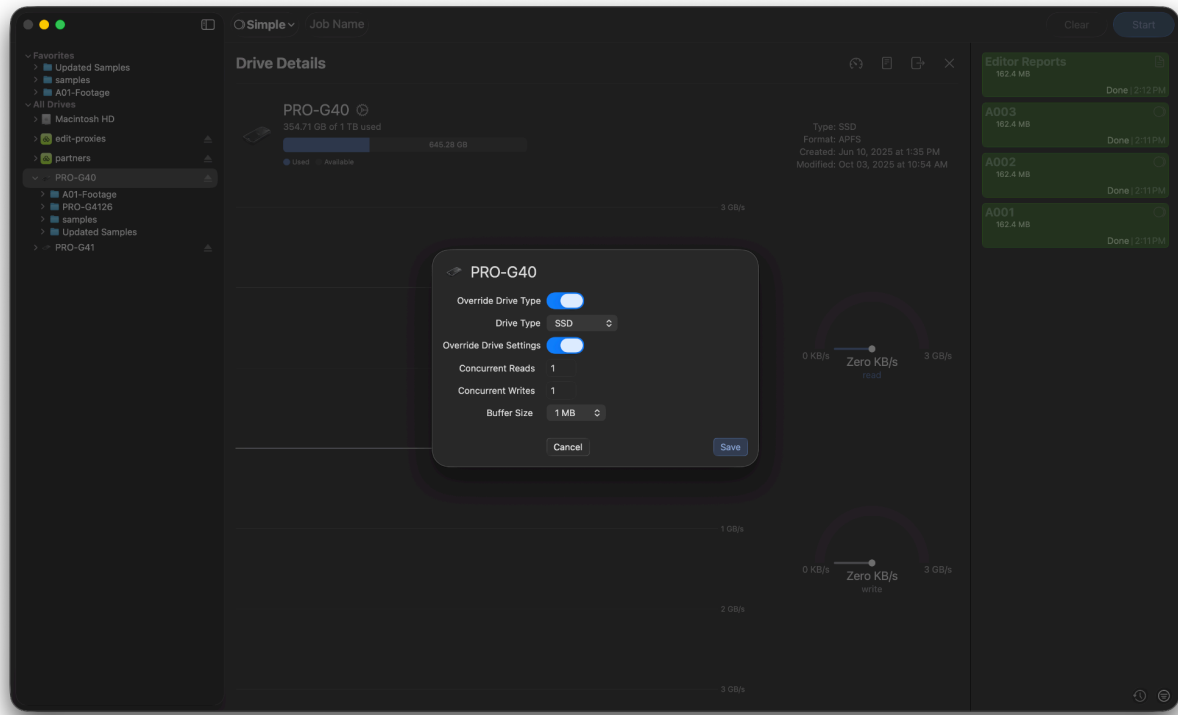 Simple
Job Name
Clear
Start
Favorites
Updated Samples
samples
A01-Footage
All Drives
Macintosh HD
edit-proxies
partners
PRO-G40
A01-Footage
PRO-G4126
samples
Updated Samples
PRO-G41
Drive Details
PRO-G40
354.71 GB of 1 TB used
645.28 GB
Used
Available
Type: SSD
Format: APFS
Created: Jun 10, 2025 at 1:35 PM
Modified: Oct 03, 2025 at 10:54 AM
3 GB/s
1 GB/s
2 GB/s
3 GB/s
PRO-G40
Override Drive Type
Drive Type SSD
Override Drive Settings
Concurrent Reads 1
Concurrent Writes 1
Buffer Size 1 MB
Cancel
Save
0 KB/s
Zero KB/s
3 GB/s
read
0 KB/s
Zero KB/s
3 GB/s
write
Editor Reports
162.4 MB
Done | 2:12 PM
A003
162.4 MB
Done | 2:11 PM
A002
162.4 MB
Done | 2:11 PM
A001
162.4 MB
Done | 2:11 PM